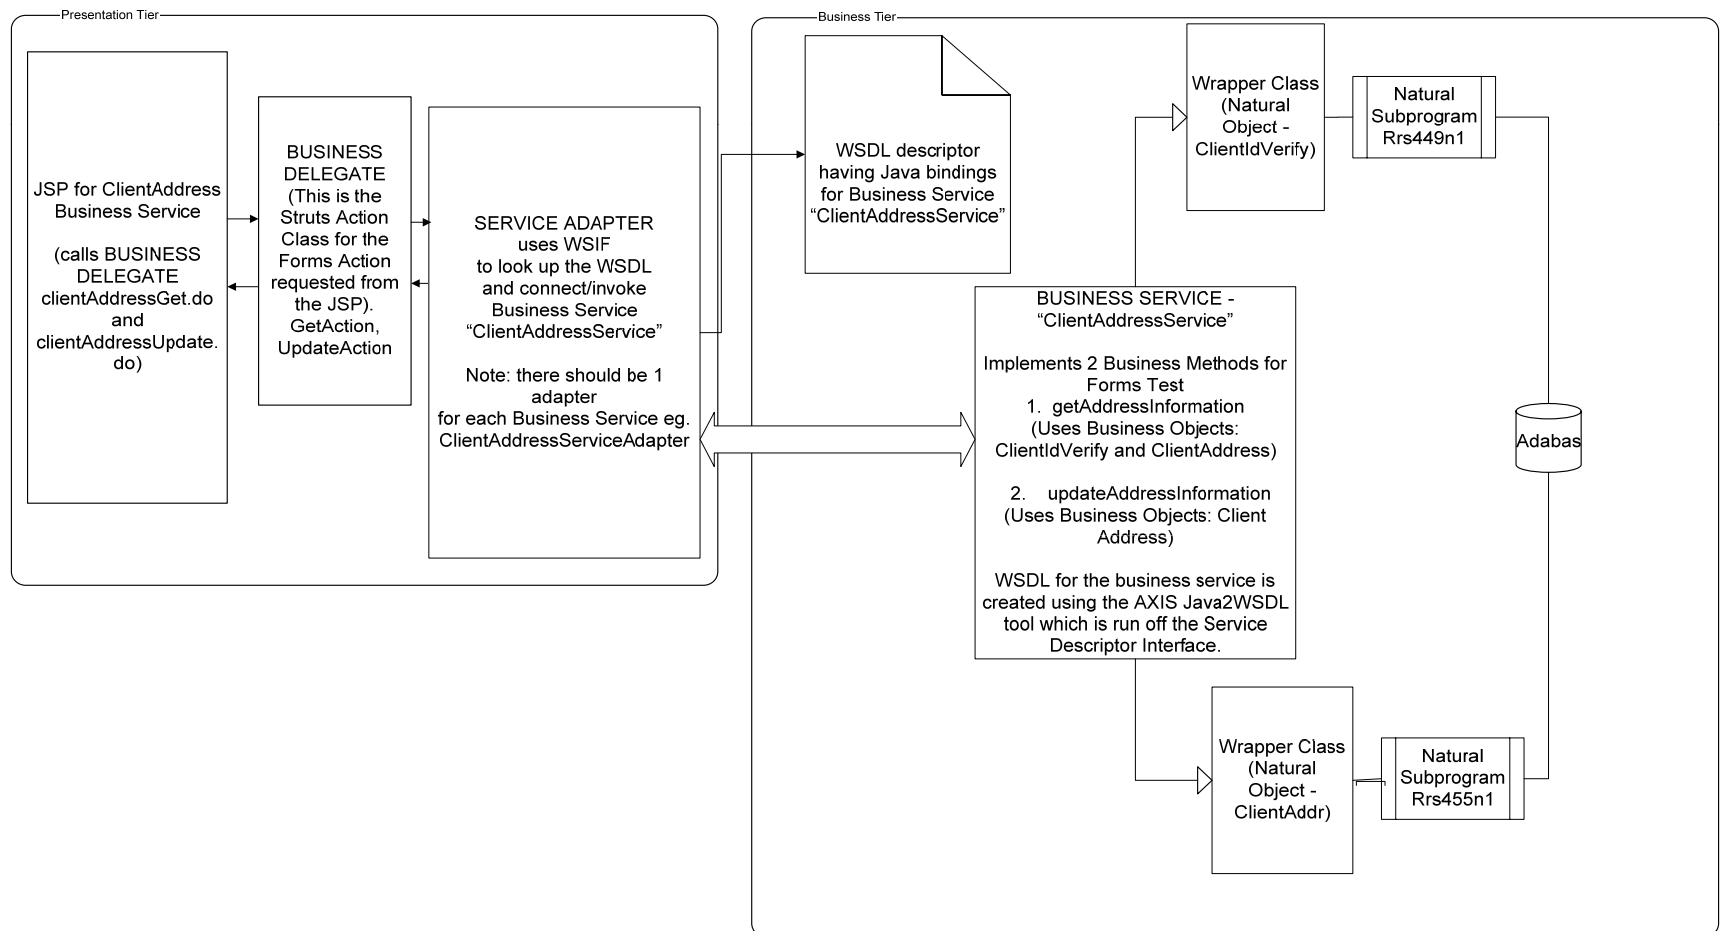 Presentation Tier
JSP for ClientAddress
Business Service
(calls BUSINESS
DELEGATE
clientAddressGet.do
and
clientAddressUpdate.
do)
BUSINESS
DELEGATE
(This is the
Struts Action
Class for the
Forms Action
requested from
the JSP).
GetAction,
UpdateAction
SERVICE ADAPTER
uses WSIF
to look up the WSDL
and connect/invoke
Business Service
“ClientAddressService”
Note: there should be 1
adapter
for each Business Service eg.
ClientAddressServiceAdapter
Business Tier
WSDL descriptor
having Java bindings
for Business Service
“ClientAddressService”
BUSINESS SERVICE -
“ClientAddressService”
Implements 2 Business Methods for
Forms Test
1. getAddressInformation
(Uses Business Objects:
ClientIdVerify and ClientAddress)
2. updateAddressInformation
(Uses Business Objects: Client
Address)
WSDL for the business service is
created using the AXIS Java2WSDL
tool which is run off the Service
Descriptor Interface.
Wrapper Class
(Natural
Object -
ClientIdVerify)
Natural
Subprogram
Rrs449n1
Adabas
Wrapper Class
(Natural
Object -
ClientAddr)
Natural
Subprogram
Rrs455n1